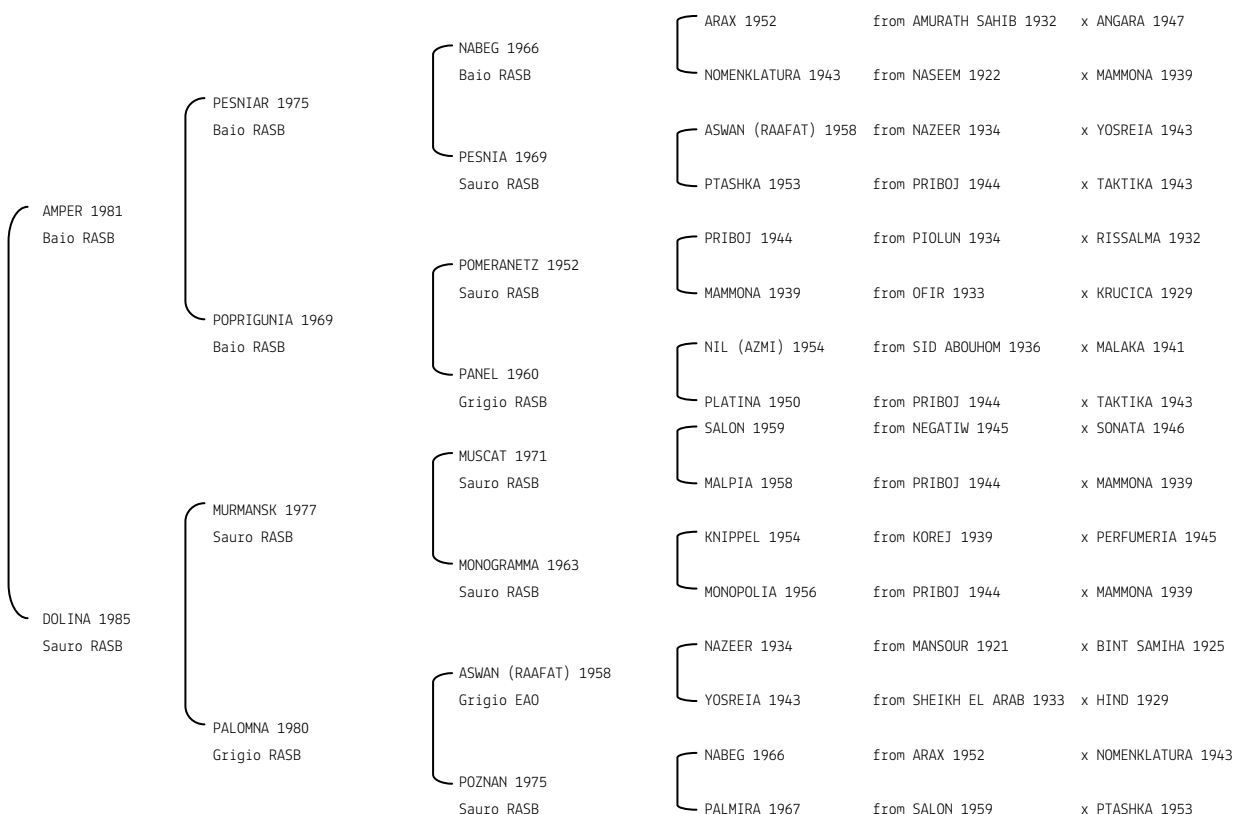 ARAX 1952 from AMURATH SAHIB 1932 x ANGARA 1947
NABEG 1966
Baio RASB
NOMENKLATURA 1943 from NASEEM 1922 x MAMMONA 1939
PESNIAR 1975
Baio RASB
ASWAN (RAAFAT) 1958 from NAZEER 1934 x YOSREIA 1943
PESNIA 1969
Sauro RASB
PTASHKA 1953 from PRIBOJ 1944 x TAKTIKA 1943
AMPER 1981
Baio RASB
PRIBOJ 1944 from PIOLUN 1934 x RISSALMA 1932
POMERANETZ 1952
Sauro RASB
MAMMONA 1939 from OFIR 1933 x KRUCICA 1929
POPRIGUNIA 1969
Baio RASB
NIL (AZMI) 1954 from SID ABOUHOM 1936 x MALAKA 1941
PANEL 1960
Grigio RASB
PLATINA 1950 from PRIBOJ 1944 x TAKTIKA 1943
SALON 1959 from NEGATIW 1945 x SONATA 1946
MUSCAT 1971
Sauro RASB
MALPIA 1958 from PRIBOJ 1944 x MAMMONA 1939
MURMANSK 1977
Sauro RASB
KNIPPEL 1954 from KOREJ 1939 x PERFUMERIA 1945
MONOGRAMMA 1963
Sauro RASB
MONOPOLIA 1956 from PRIBOJ 1944 x MAMMONA 1939
DOLINA 1985
Sauro RASB
NAZEER 1934 from MANSOUR 1921 x BINT SAMIHA 1925
ASWAN (RAAFAT) 1958
Grigio EAO
YOSREIA 1943 from SHEIKH EL ARAB 1933 x HIND 1929
PALOMNA 1980
Grigio RASB
NABEG 1966 from ARAX 1952 x NOMENKLATURA 1943
POZNAN 1975
Sauro RASB
PALMIRA 1967 from SALON 1959 x PTASHKA 1953